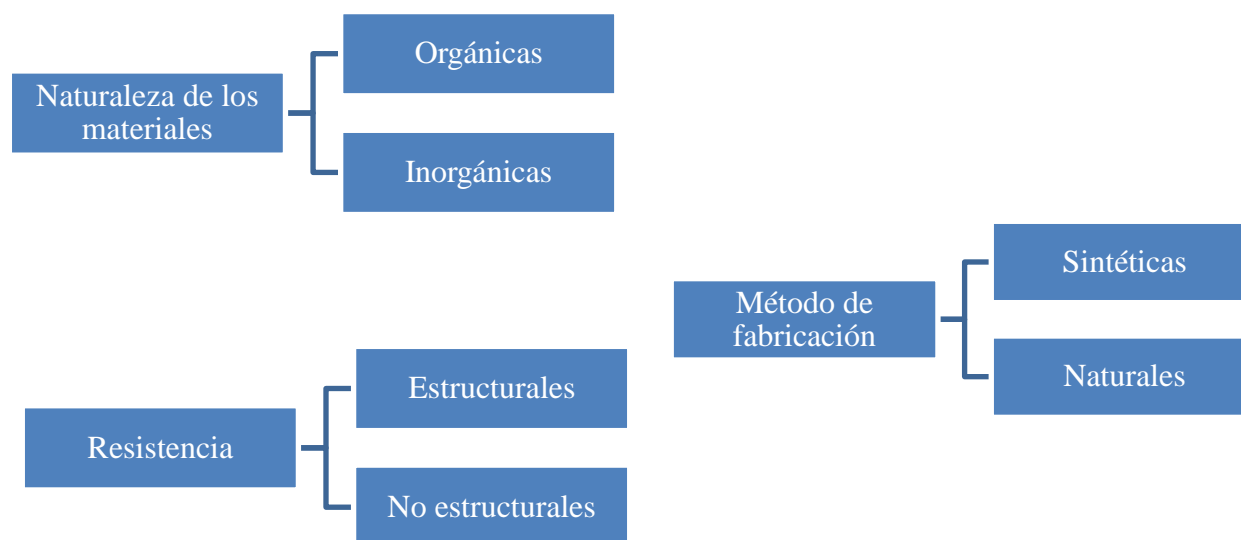 Naturaleza de los
materiales
Orgánicas
Inorgánicas
Resistencia
Estructurales
No estructurales
Método de
fabricación
Sintéticas
Naturales